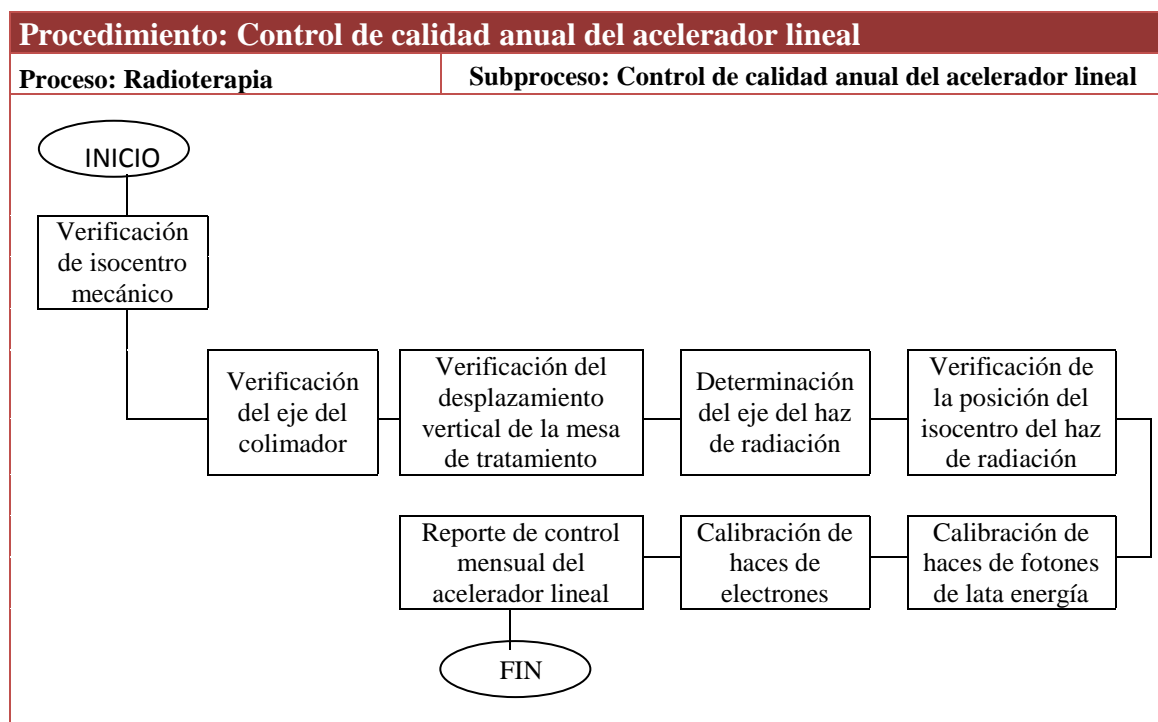 Procedimiento: Control de calidad anual del acelerador lineal
Proceso: Radioterapia
Subproceso: Control de calidad anual del acelerador lineal
INICIO
Verificación
de isocentro
mecánico
Verificación
del eje del
colimador
Verificación del
desplazamiento
vertical de la mesa
de tratamiento
Determinación
del eje del haz
de radiación
Verificación de
la posición del
isocentro del haz
de radiación
Calibración de
haces de fotones
de lata energía
Calibración de
haces de
electrones
Reporte de control
mensual del
acelerador lineal
FIN